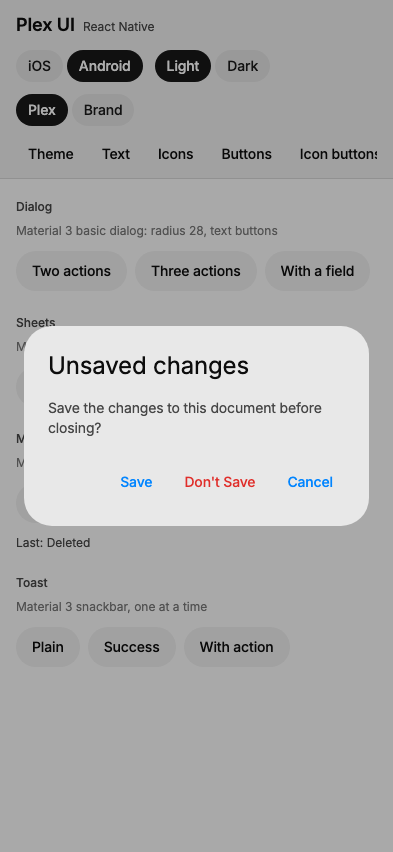 Plex UI React Native
iOS Android Light Dark
Plex Brand
Theme Text Icons Buttons Icon buttons
Dialog
Material 3 basic dialog: radius 28, text buttons
Two actions Three actions With a field
Sheets
Unsaved changes
Save the changes to this document before
closing?
Save Don't Save Cancel
Last: Deleted
Toast
Material 3 snackbar, one at a time
Plain Success With action